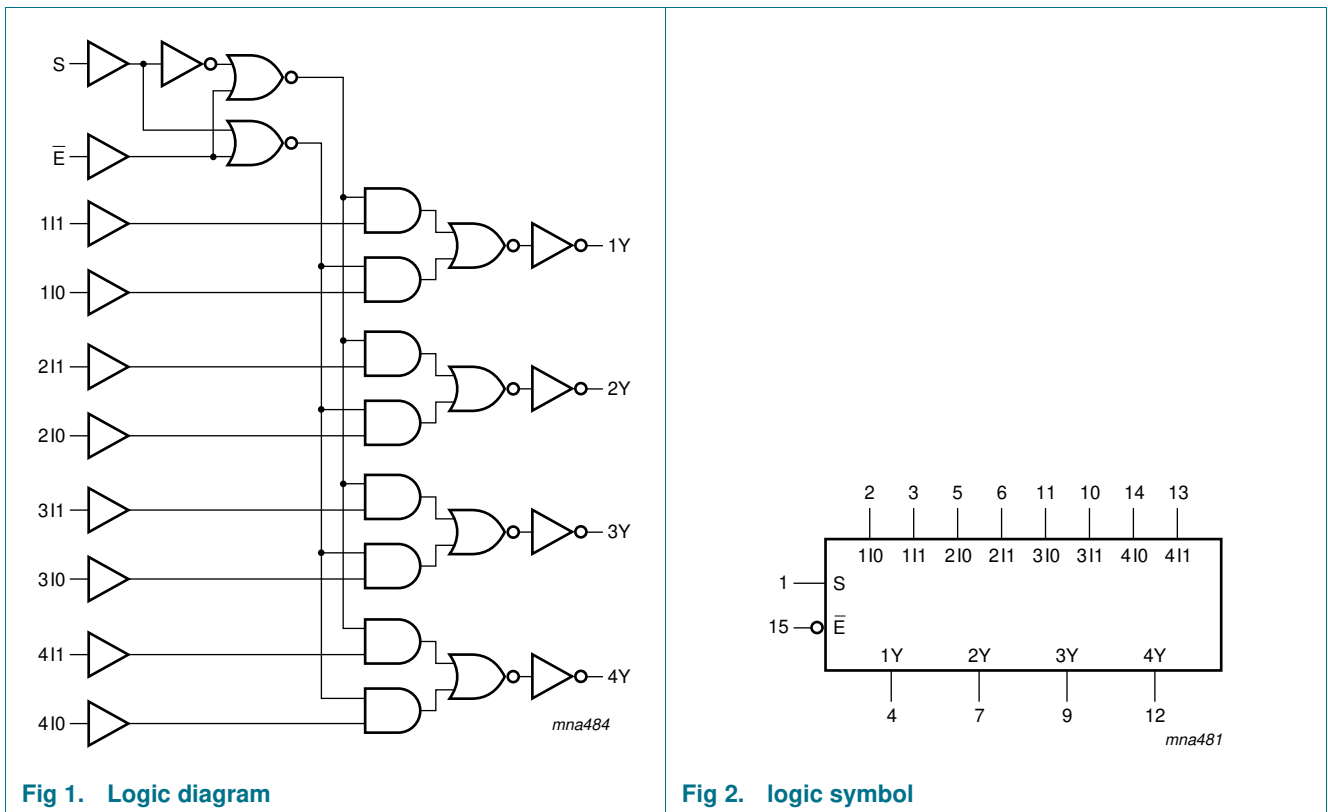 S
E̅
1I1
1I0
2I1
2I0
3I1
3I0
4I1
4I0
1Y
2Y
3Y
4Y
mna484
Fig 1. Logic diagram
2 3 5 6 11 10 14 13
1I0 1I1 2I0 2I1 3I0 3I1 4I0 4I1
1 S
15 E̅
1Y 2Y 3Y 4Y
4 7 9 12
mna481
Fig 2. logic symbol